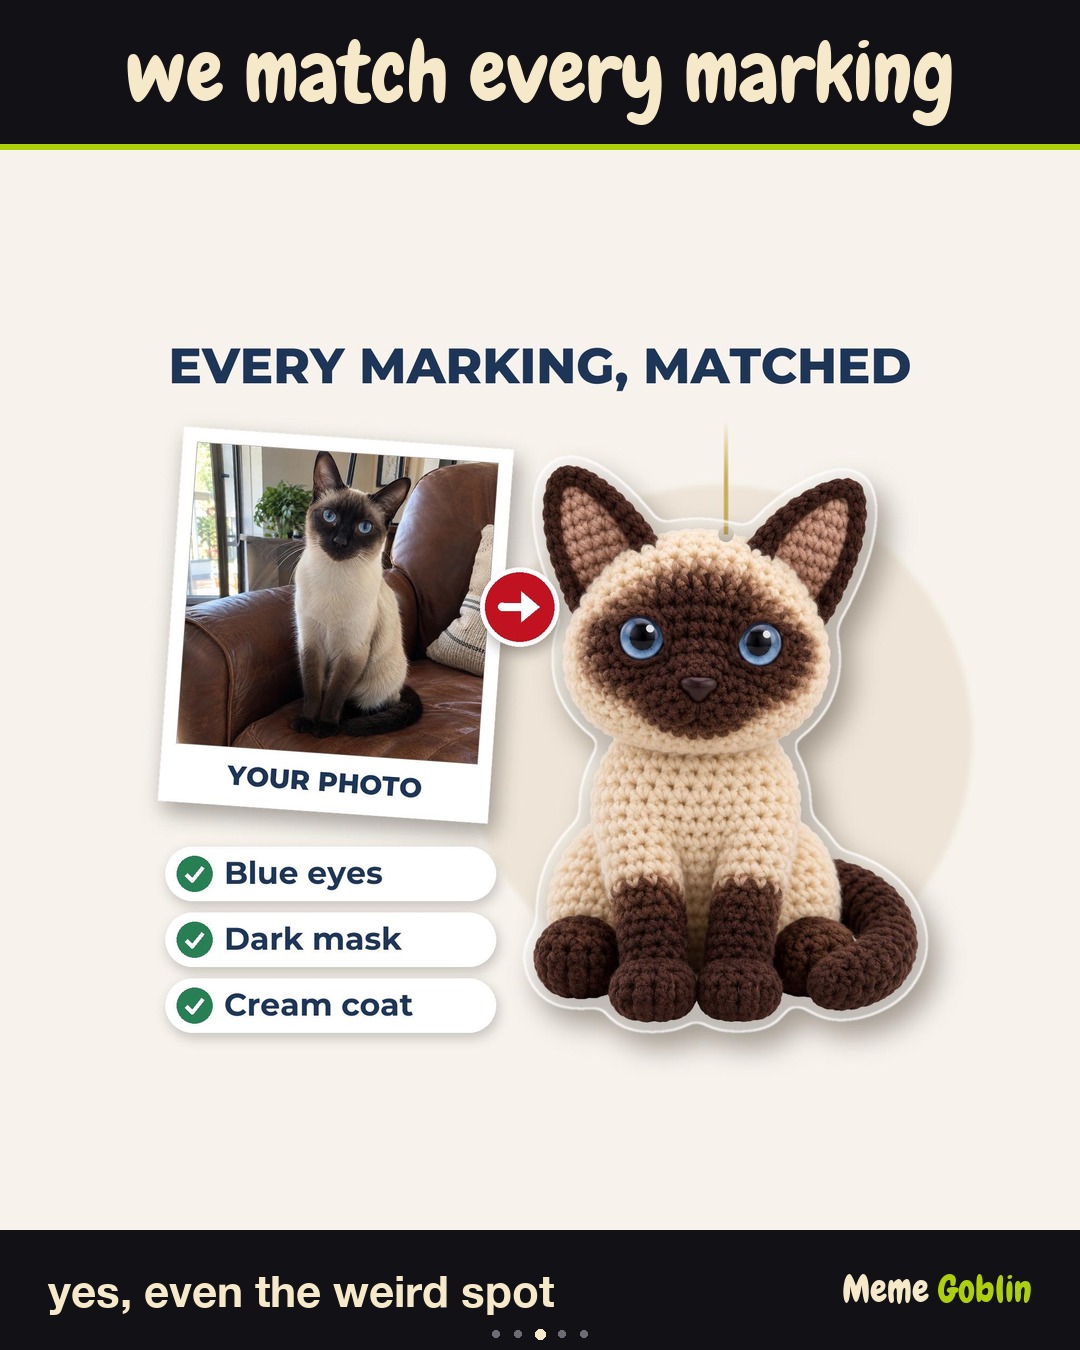 we match every marking
EVERY MARKING, MATCHED
YOUR PHOTO
Blue eyes
Dark mask
Cream coat
yes, even the weird spot
Meme Goblin